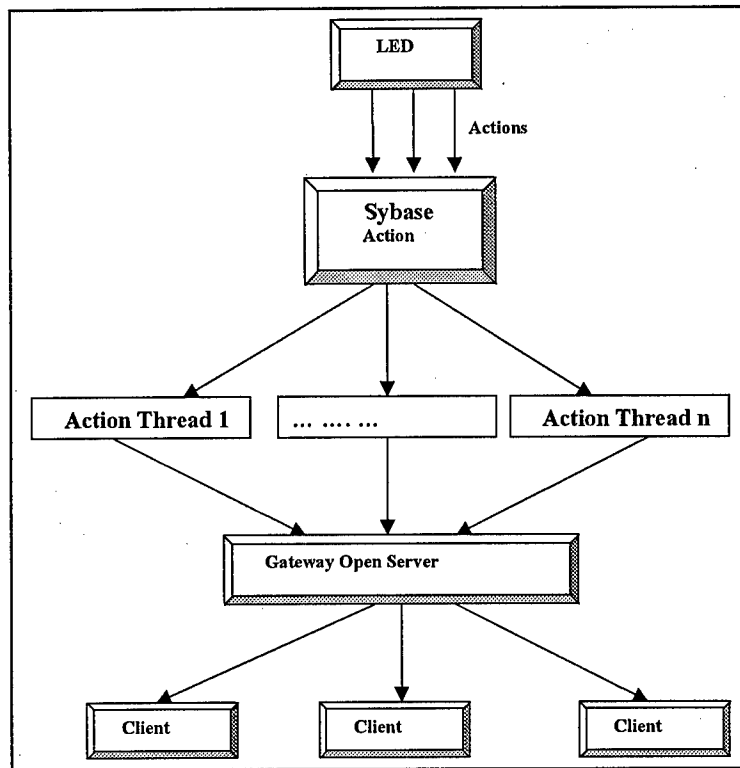 LED
Actions
Sybase
Action
Action Thread 1
... .... ...
Action Thread n
Gateway Open Server
Client
Client
Client